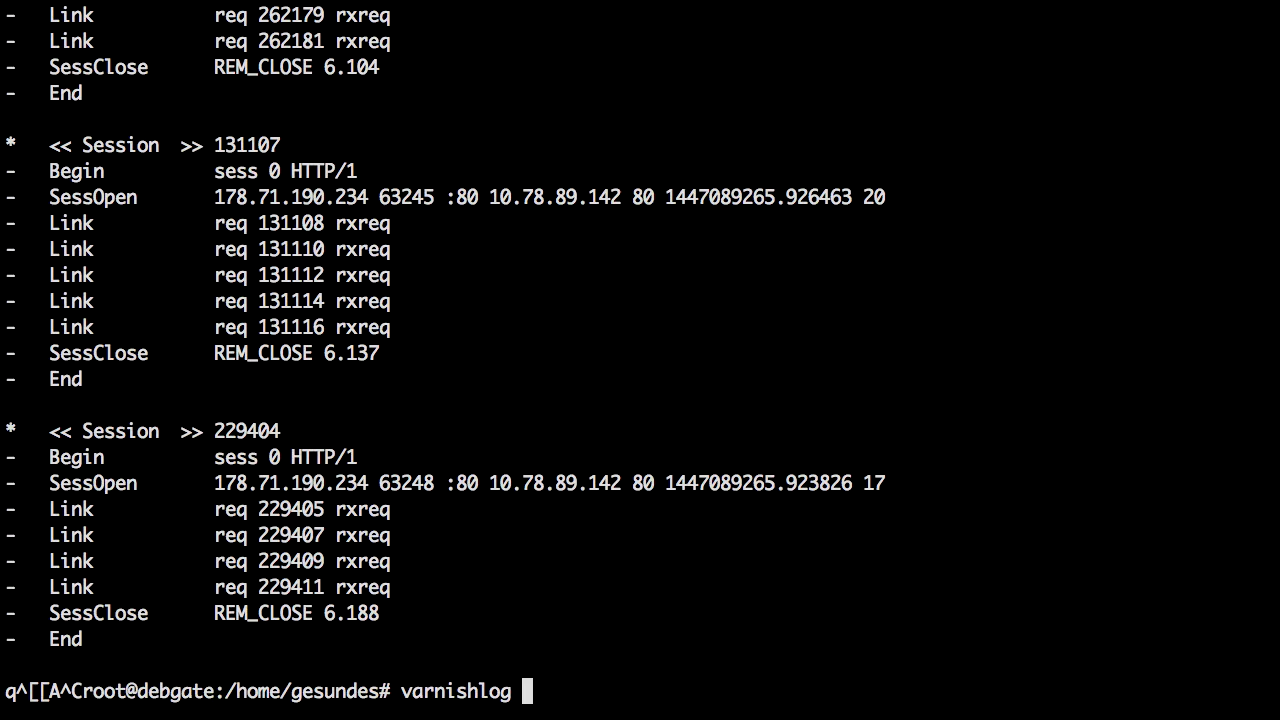 -   Link           req 262179 rxreq
-   Link           req 262181 rxreq
-   SessClose      REM_CLOSE 6.104
-   End
*   << Session  >> 131107
-   Begin          sess 0 HTTP/1
-   SessOpen       178.71.190.234 63245 :80 10.78.89.142 80 1447089265.926463 20
-   Link           req 131108 rxreq
-   Link           req 131110 rxreq
-   Link           req 131112 rxreq
-   Link           req 131114 rxreq
-   Link           req 131116 rxreq
-   SessClose      REM_CLOSE 6.137
-   End
*   << Session  >> 229404
-   Begin          sess 0 HTTP/1
-   SessOpen       178.71.190.234 63248 :80 10.78.89.142 80 1447089265.923826 17
-   Link           req 229405 rxreq
-   Link           req 229407 rxreq
-   Link           req 229409 rxreq
-   Link           req 229411 rxreq
-   SessClose      REM_CLOSE 6.188
-   End
q^[[A^Croot@debgate:/home/gesundes# varnishlog